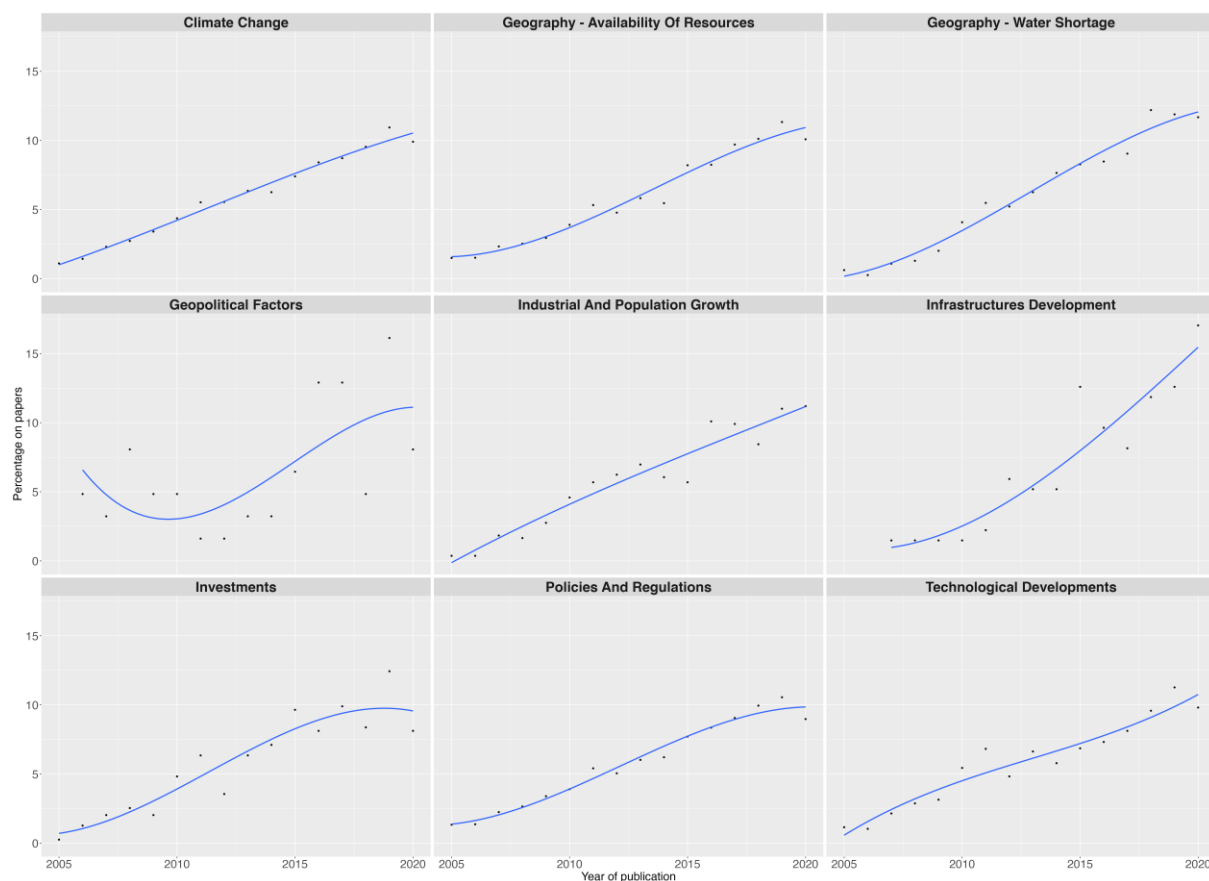 Climate Change
Geography - Availability Of Resources
Geography - Water Shortage
15
10
5
0
Geopolitical Factors
Industrial And Population Growth
Infrastructures Development
Percentage on papers
15
10
5
0
Investments
Policies And Regulations
Technological Developments
15
10
5
0
2005
2010
2015
2020
2005
2010
2015
2020
2005
2010
2015
2020
Year of publication